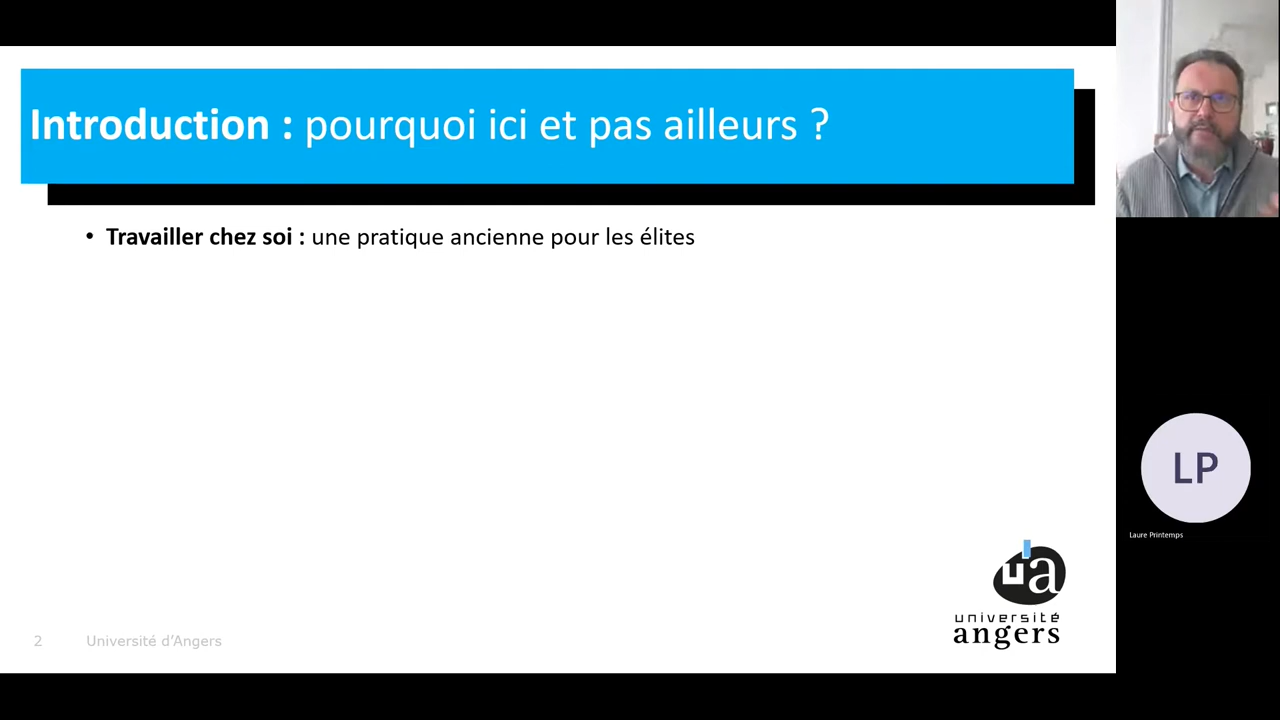 Introduction : pourquoi ici et pas ailleurs ?
• Travailler chez soi : une pratique ancienne pour les élites
LP
Laure Printemps
ua
université
angers
2 Université d’Angers